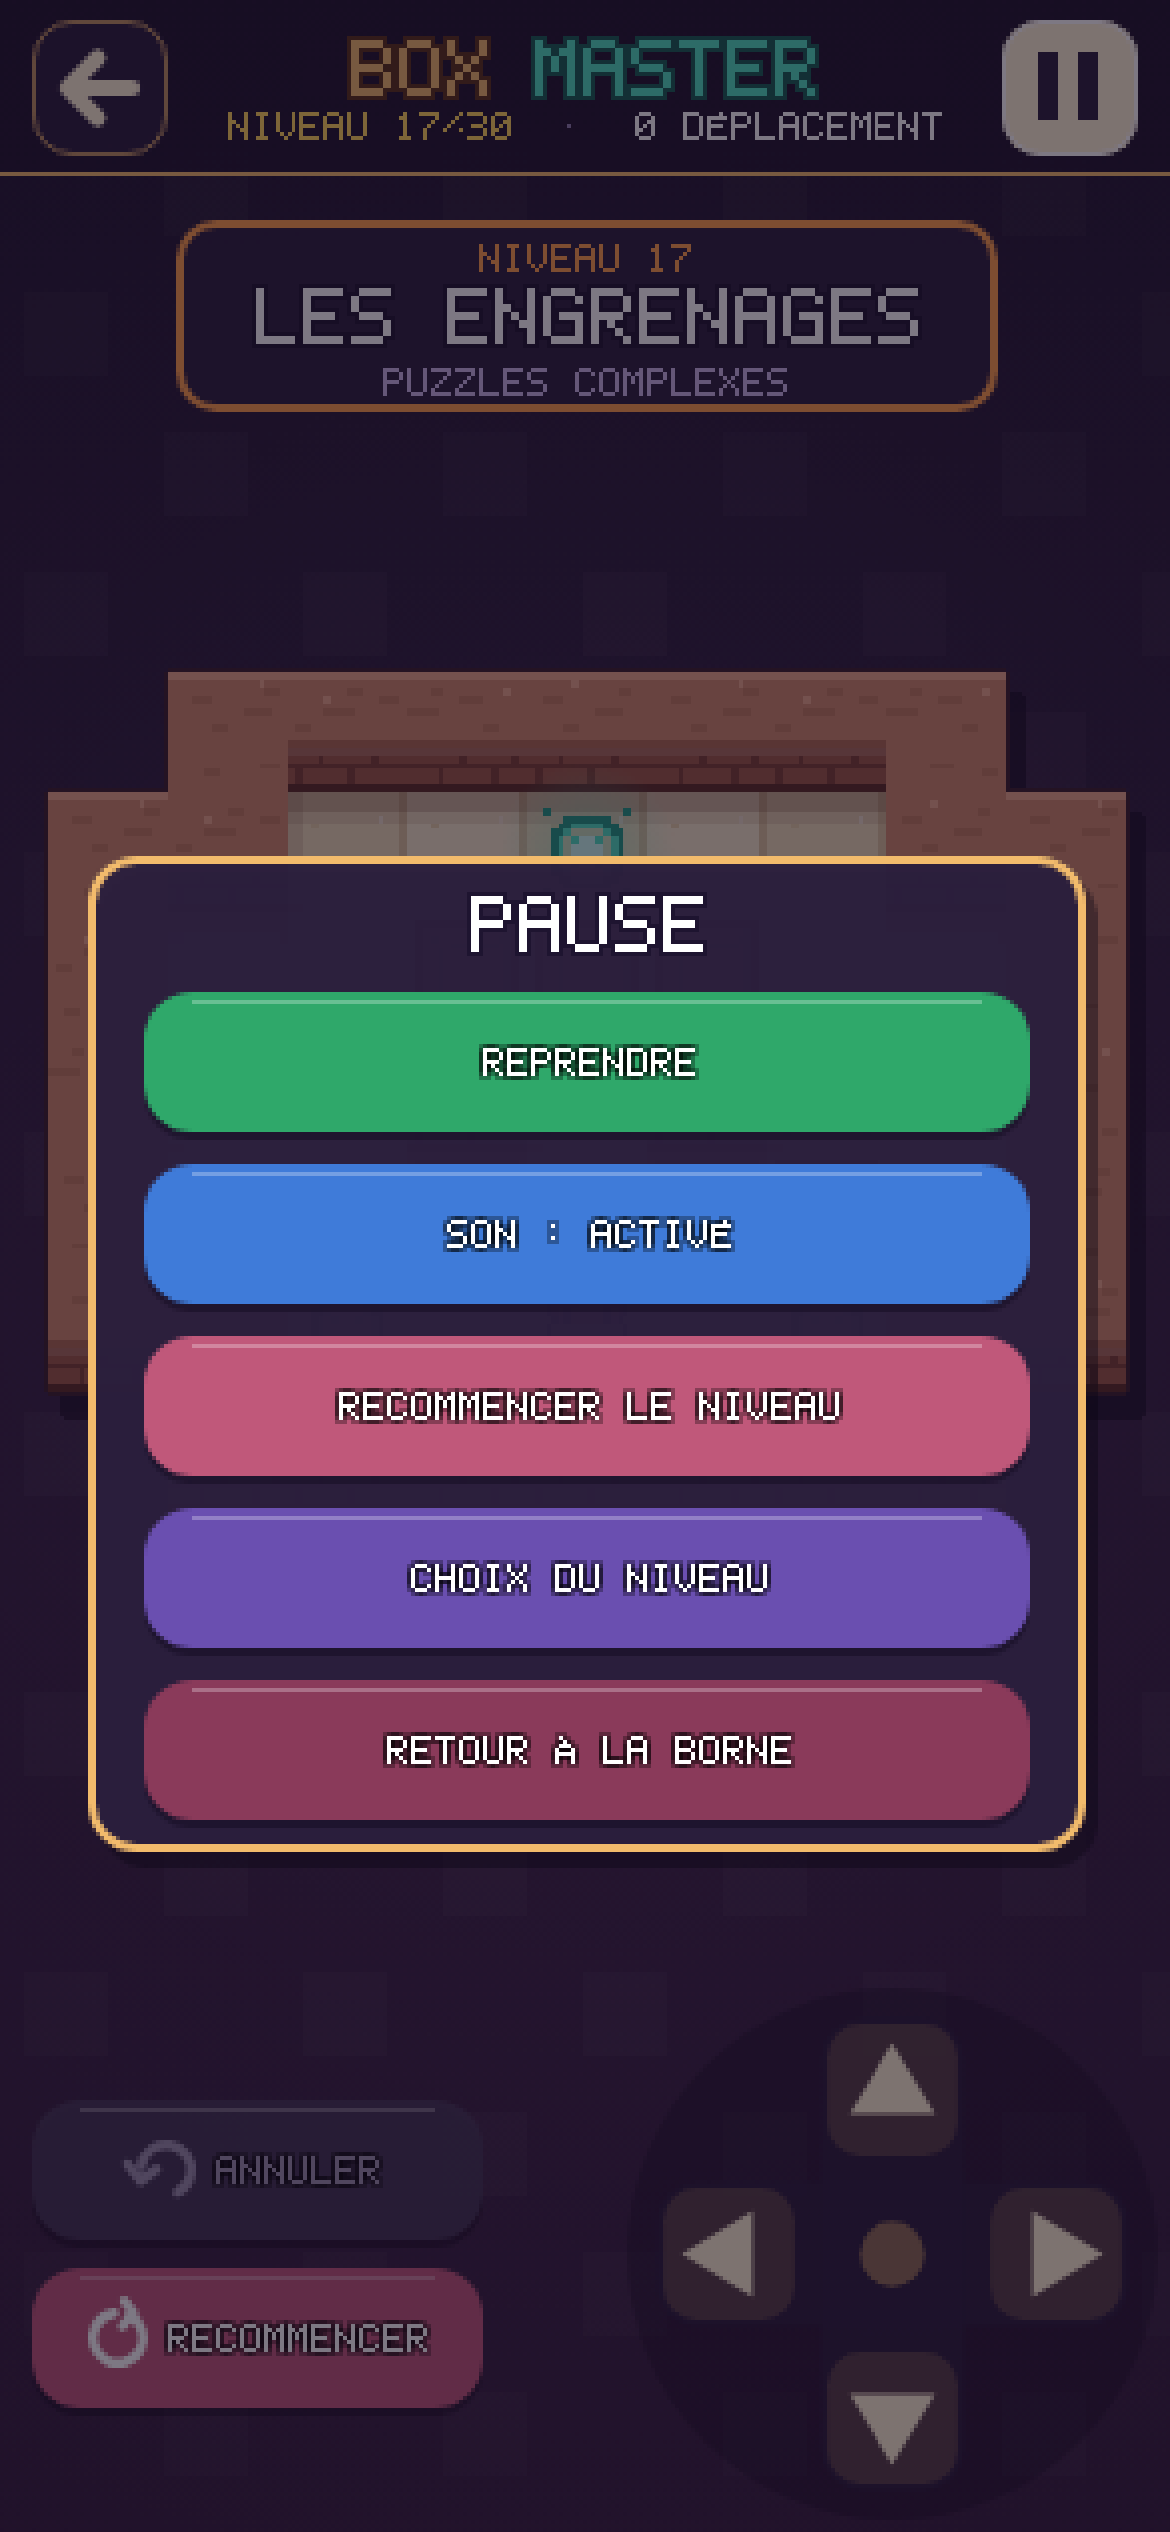 BOX MASTER
NIVEAU 17/30 · 0 DÉPLACEMENT
NIVEAU 17
LES ENGRENAGES
PUZZLES COMPLEXES
PAUSE
REPRENDRE
SON : ACTIVÉ
RECOMMENCER LE NIVEAU
CHOIX DU NIVEAU
RETOUR À LA BORNE
ANNULER
RECOMMENCER